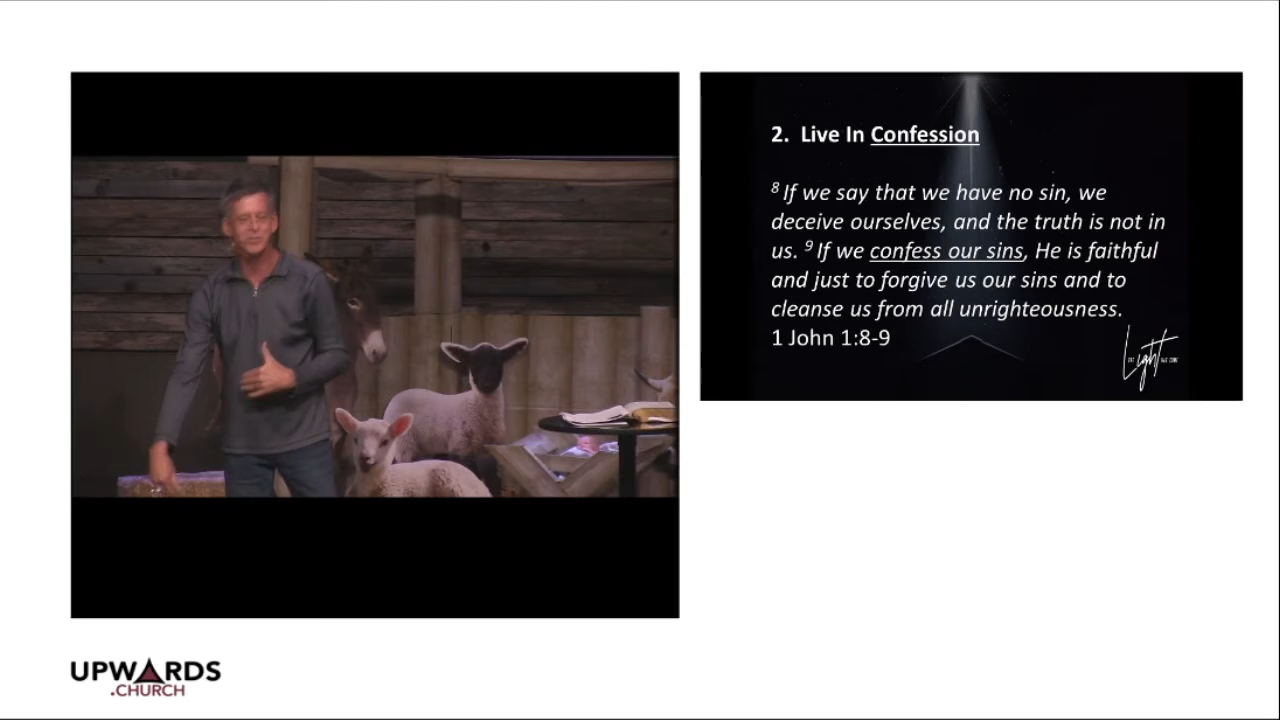 2. Live In Confession
⁸ If we say that we have no sin, we
deceive ourselves, and the truth is not in
us. ⁹ If we confess our sins, He is faithful
and just to forgive us our sins and to
cleanse us from all unrighteousness.
1 John 1:8-9
Light
UPWARDS
.CHURCH